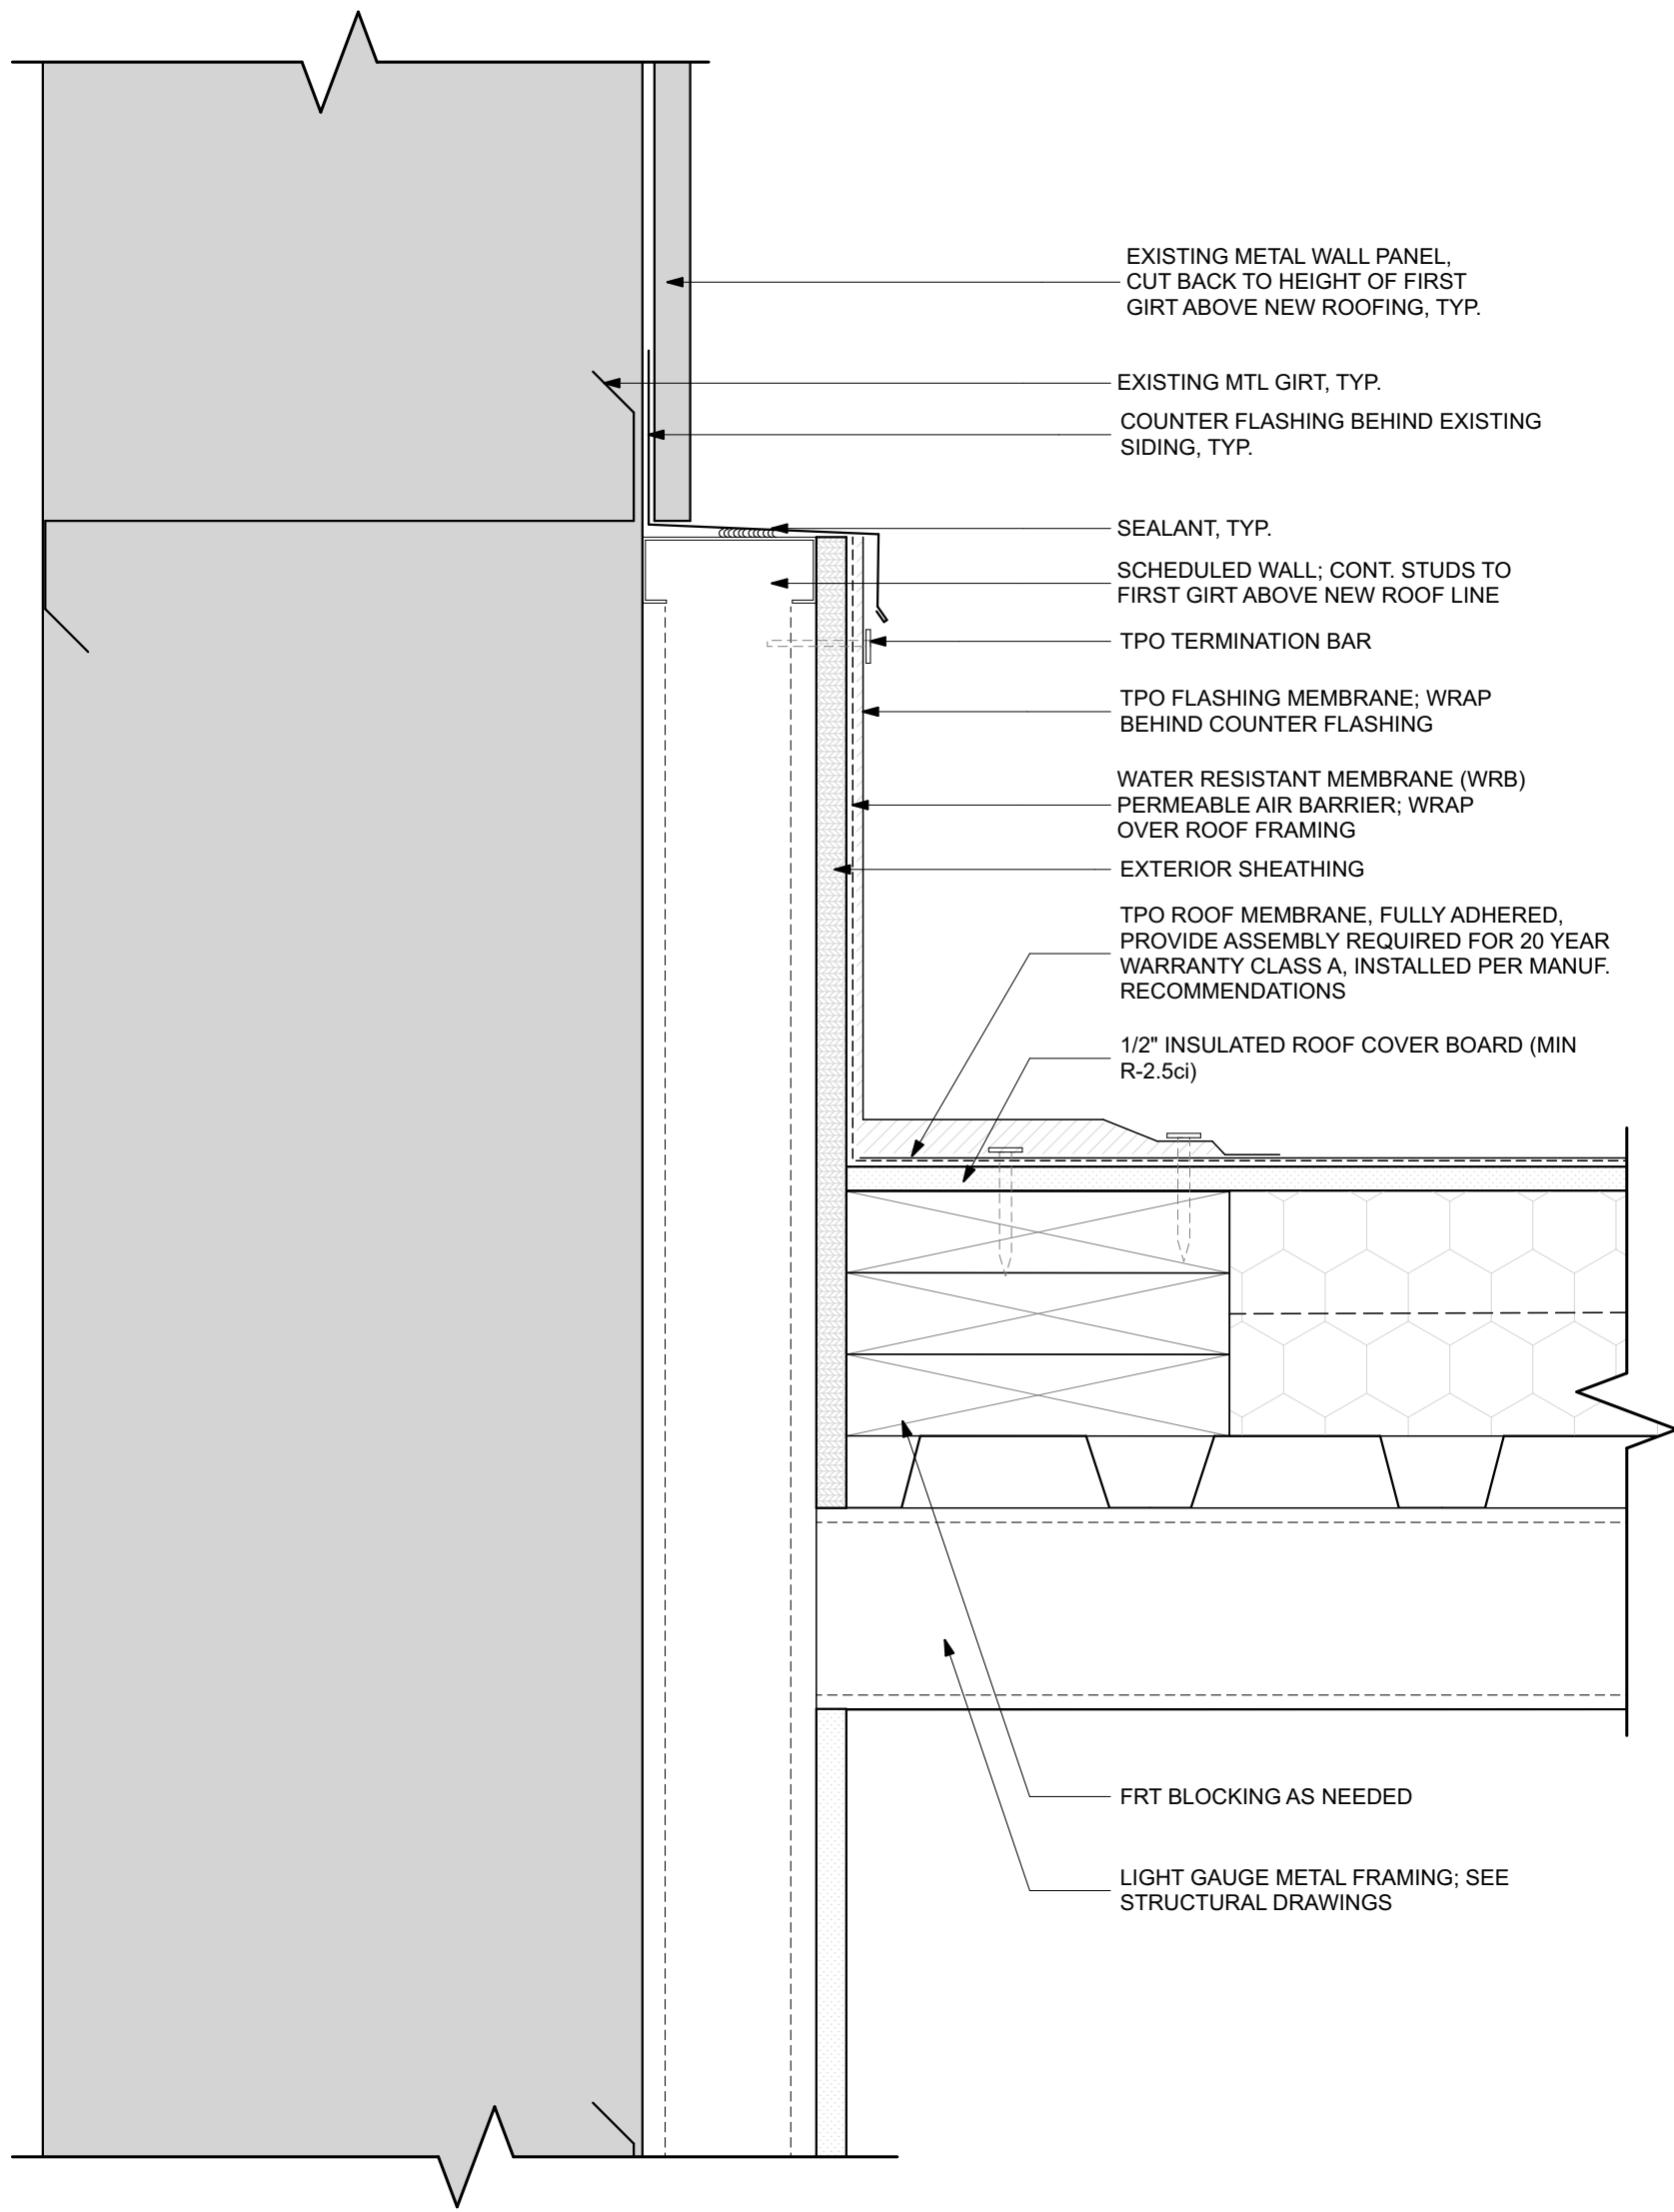 EXISTING METAL WALL PANEL,
CUT BACK TO HEIGHT OF FIRST
GIRT ABOVE NEW ROOFING, TYP.
EXISTING MTL GIRT, TYP.
COUNTER FLASHING BEHIND EXISTING
SIDING, TYP.
SEALANT, TYP.
SCHEDULED WALL; CONT. STUDS TO
FIRST GIRT ABOVE NEW ROOF LINE
TPO TERMINATION BAR
TPO FLASHING MEMBRANE; WRAP
BEHIND COUNTER FLASHING
WATER RESISTANT MEMBRANE (WRB)
PERMEABLE AIR BARRIER; WRAP
OVER ROOF FRAMING
EXTERIOR SHEATHING
TPO ROOF MEMBRANE, FULLY ADHERED,
PROVIDE ASSEMBLY REQUIRED FOR 20 YEAR
WARRANTY CLASS A, INSTALLED PER MANUF.
RECOMMENDATIONS
1/2" INSULATED ROOF COVER BOARD (MIN
R-2.5ci)
FRT BLOCKING AS NEEDED
LIGHT GAUGE METAL FRAMING; SEE
STRUCTURAL DRAWINGS